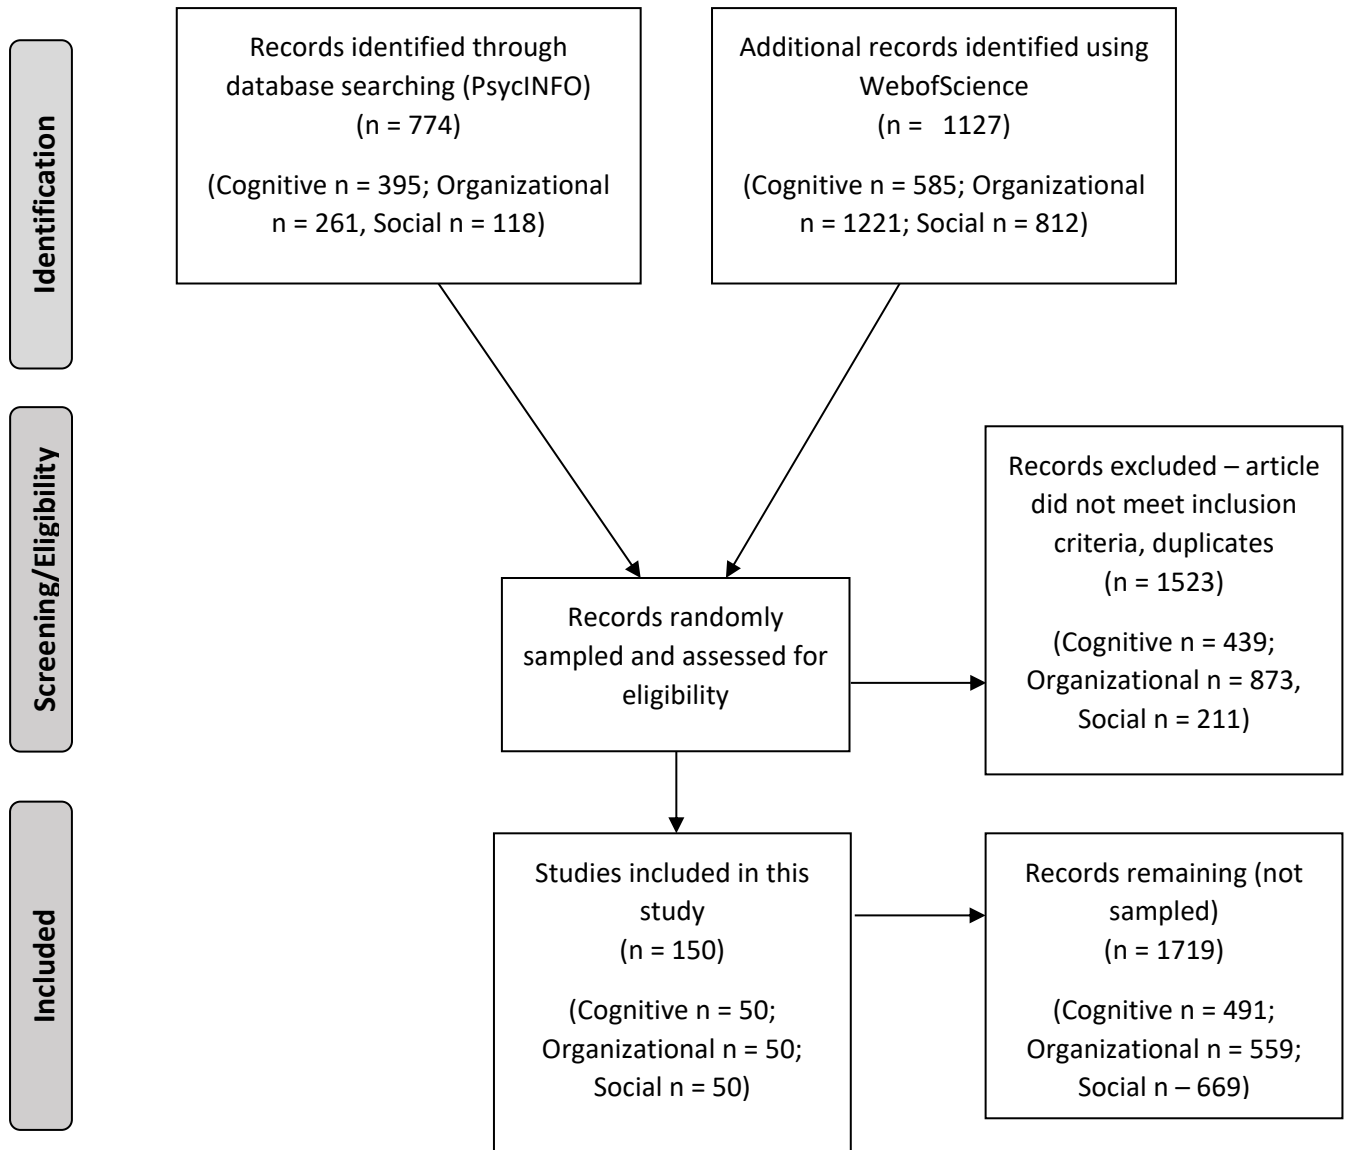 Identification
Records identified through
database searching (PsycINFO)
(n = 774)
(Cognitive n = 395; Organizational
n = 261, Social n = 118)
Additional records identified using
WebofScience
(n = 1127)
(Cognitive n = 585; Organizational
n = 1221; Social n = 812)
Screening/Eligibility
Records randomly
sampled and assessed for
eligibility
Records excluded – article
did not meet inclusion
criteria, duplicates
(n = 1523)
(Cognitive n = 439;
Organizational n = 873,
Social n = 211)
Included
Studies included in this
study
(n = 150)
(Cognitive n = 50;
Organizational n = 50;
Social n = 50)
Records remaining (not
sampled)
(n = 1719)
(Cognitive n = 491;
Organizational n = 559;
Social n – 669)